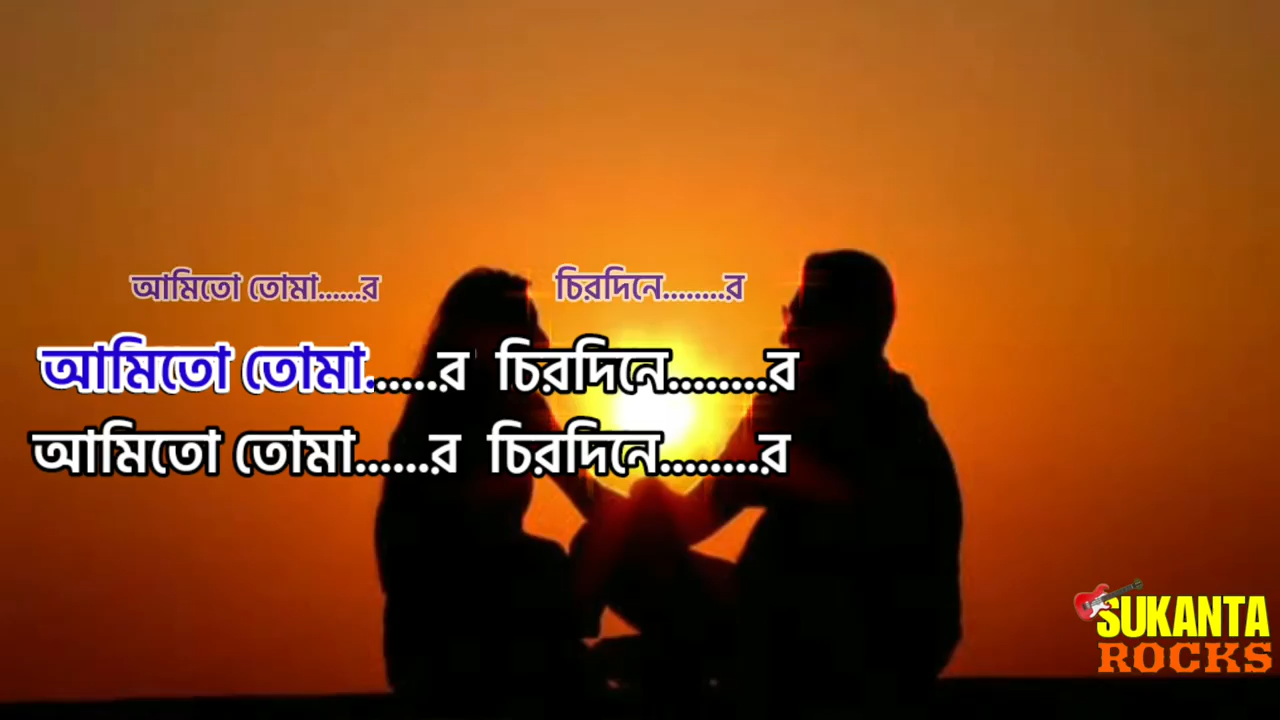 আমিতো তোমা......র চিরদিনে........র
আমিতো তোমা.......র চিরদিনে........র
আমিতো তোমা......র চিরদিনে........র
SUKANTA
ROCKS